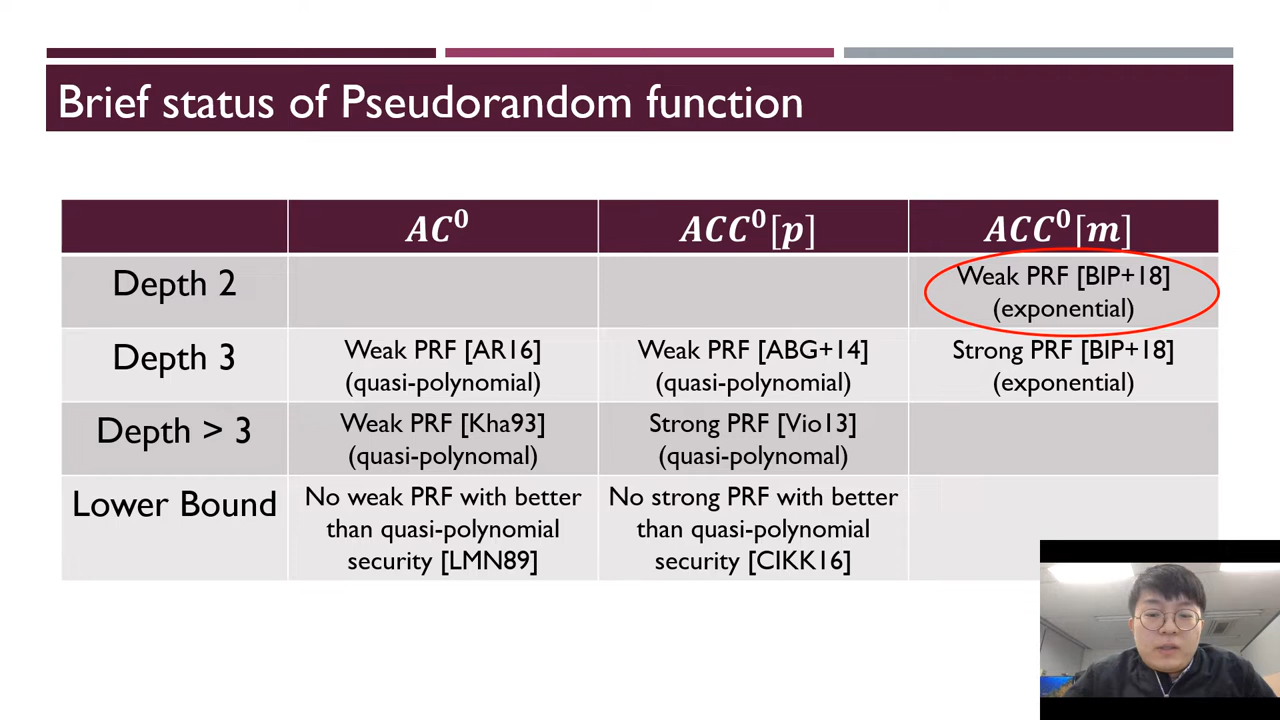 Brief status of Pseudorandom function
AC⁰ ACC⁰[p] ACC⁰[m]
Depth 2
Weak PRF [BIP+18]
(exponential)
Depth 3
Weak PRF [AR16]
(quasi-polynomial)
Weak PRF [ABG+14]
(quasi-polynomial)
Strong PRF [BIP+18]
(exponential)
Depth > 3
Weak PRF [Kha93]
(quasi-polynomal)
Strong PRF [Vio13]
(quasi-polynomal)
Lower Bound
No weak PRF with better
than quasi-polynomial
security [LMN89]
No strong PRF with better
than quasi-polynomial
security [CIKK16]